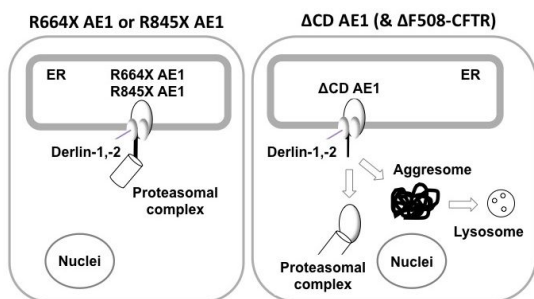 R664X AE1 or R845X AE1
ER
R664X AE1
R845X AE1
Derlin-1,-2
Proteasomal
complex
Nuclei
ΔCD AE1 (& ΔF508-CFTR)
ER
ΔCD AE1
Derlin-1,-2
Aggresome
Lysosome
Proteasomal
complex
Nuclei